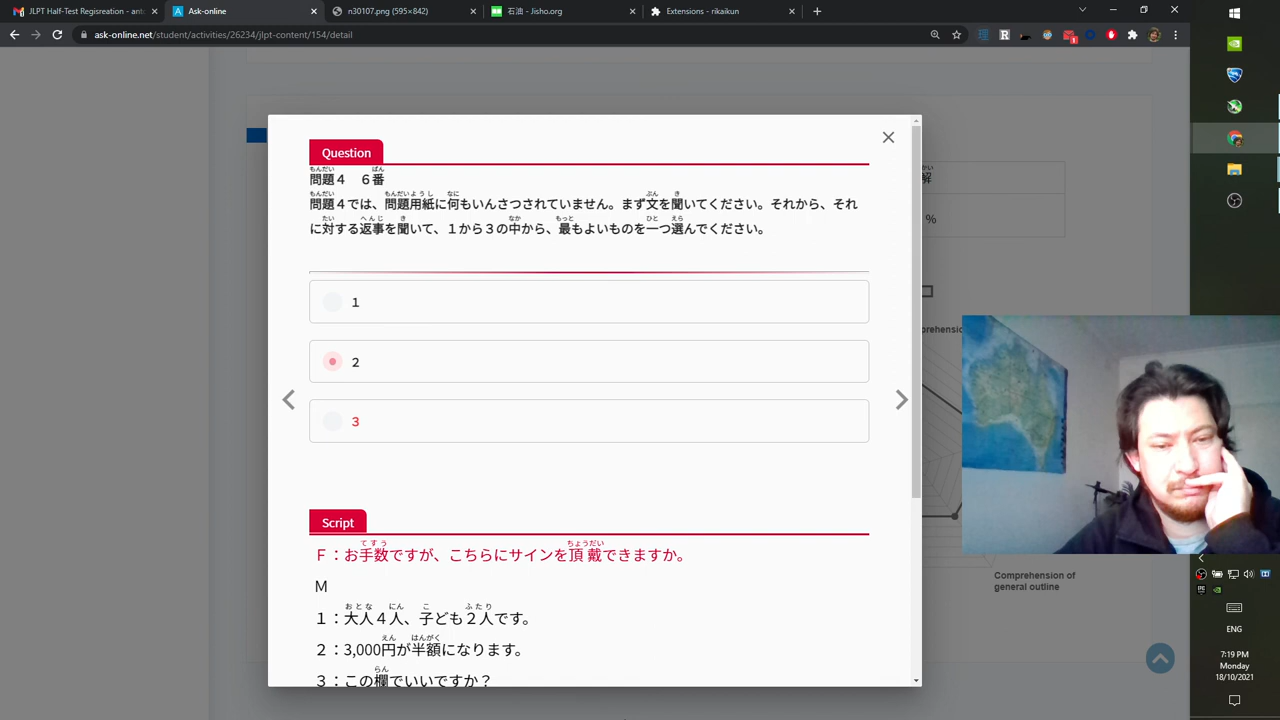 JLPT Half-Test Regisreation - ant
Ask-online
n30107.png (595×842)
石油 - Jisho.org
Extensions - rikaikun
ask-online.net/student/activities/26234/jlpt-content/154/detail
解
%
Question
問題４　６番
問題４では、問題用紙に何もいんさつされていません。まず文を聞いてください。それから、それ
に対する返事を聞いて、１から３の中から、最もよいものを一つ選んでください。
1
2
3
Script
Ｆ：お手数ですが、こちらにサインを頂戴できますか。
Ｍ
１：大人４人、子ども２人です。
２：3,000円が半額になります。
３：この欄でいいですか？
Comprehension of
general outline
ENG
7:19 PM
Monday
18/10/2021